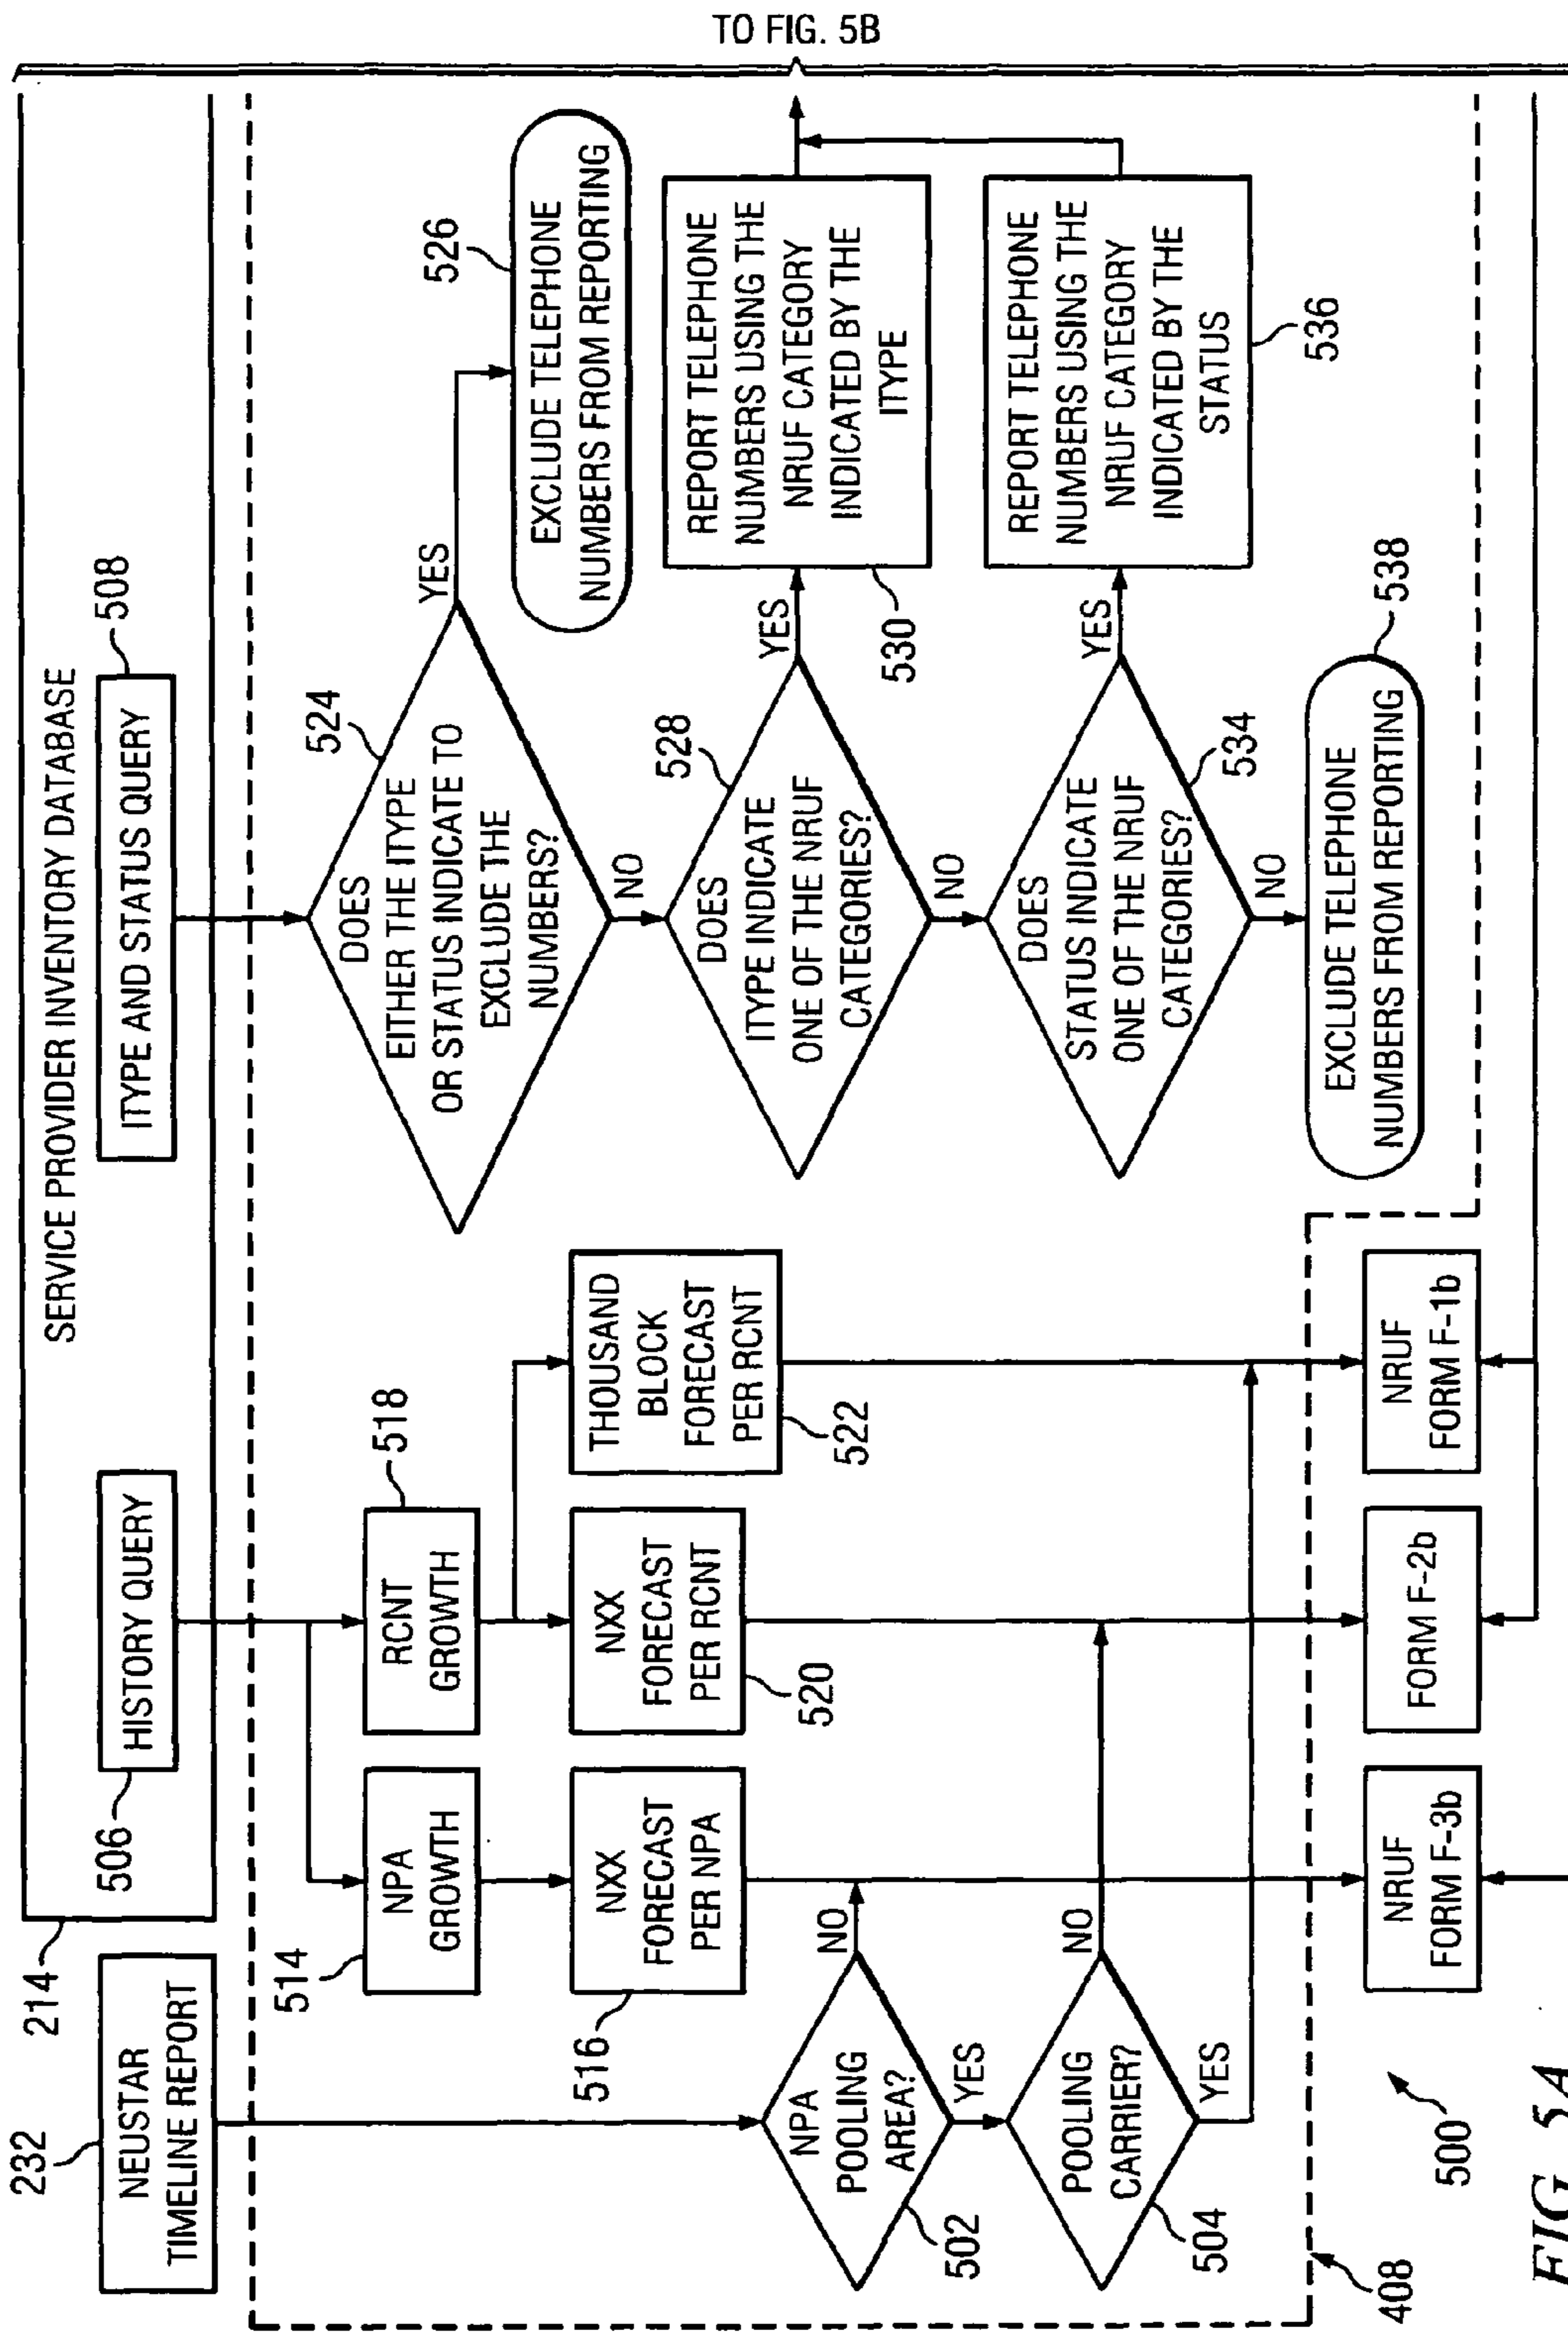 TO FIG. 5B
SERVICE PROVIDER INVENTORY DATABASE
232
NEUSTAR
TIMELINE REPORT
214
506
HISTORY QUERY
ITYPE AND STATUS QUERY
508
514
NPA
GROWTH
RCNT
GROWTH
518
516
NXX
FORECAST
PER NPA
NXX
FORECAST
PER RCNT
520
THOUSAND
BLOCK
FORECAST
PER RCNT
522
NPA
POOLING
AREA?
502
NO
YES
POOLING
CARRIER?
504
NO
YES
524
DOES
EITHER THE ITYPE
OR STATUS INDICATE TO
EXCLUDE THE
NUMBERS?
YES
NO
526
EXCLUDE TELEPHONE
NUMBERS FROM REPORTING
528
DOES
ITYPE INDICATE
ONE OF THE NRUF
CATEGORIES?
YES
NO
530
REPORT TELEPHONE
NUMBERS USING THE
NRUF CATEGORY
INDICATED BY THE
ITYPE
DOES
STATUS INDICATE
ONE OF THE NRUF
CATEGORIES?
534
YES
NO
REPORT TELEPHONE
NUMBERS USING THE
NRUF CATEGORY
INDICATED BY THE
STATUS
536
538
EXCLUDE TELEPHONE
NUMBERS FROM REPORTING
NRUF
FORM F-3b
FORM F-2b
NRUF
FORM F-1b
408
500
FIG. 5A